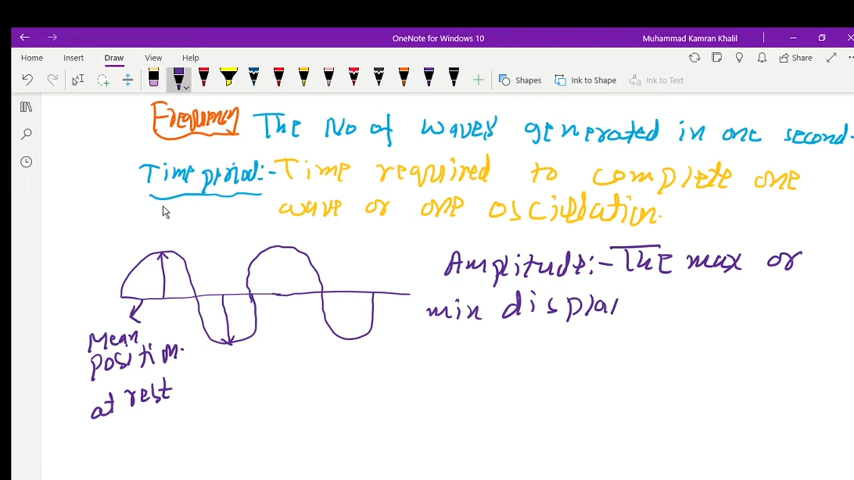 OneNote for Windows 10
Muhammad Kamran Khalil
Home Insert Draw View Help
Share
Shapes Ink to Shape Ink to Text
Frequency The No of waves generated in one second-
Time period:- Time required to complete one
wave or one oscillation.
Amplitude:- The max or
min displa
Mean
position.
at rest